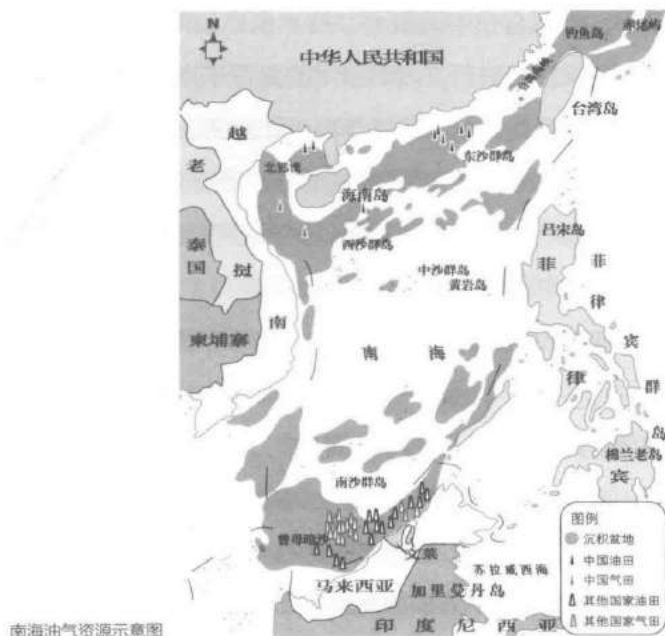 N
钓鱼岛
赤尾屿
中华人民共和国
台湾海峡
台湾岛
越
北部湾
东沙群岛
老
海南岛
西沙群岛
吕宋岛
泰国
挝
中沙群岛
黄岩岛
菲
菲律宾群岛
南
柬埔寨
南海
律
棉兰老岛
宾
南沙群岛
曾母暗沙
文莱
苏拉威西海
马来西亚
加里曼丹岛
印度尼西亚
图例
沉积盆地
中国油田
中国气田
其他国家油田
其他国家气田
南海油气资源示意图